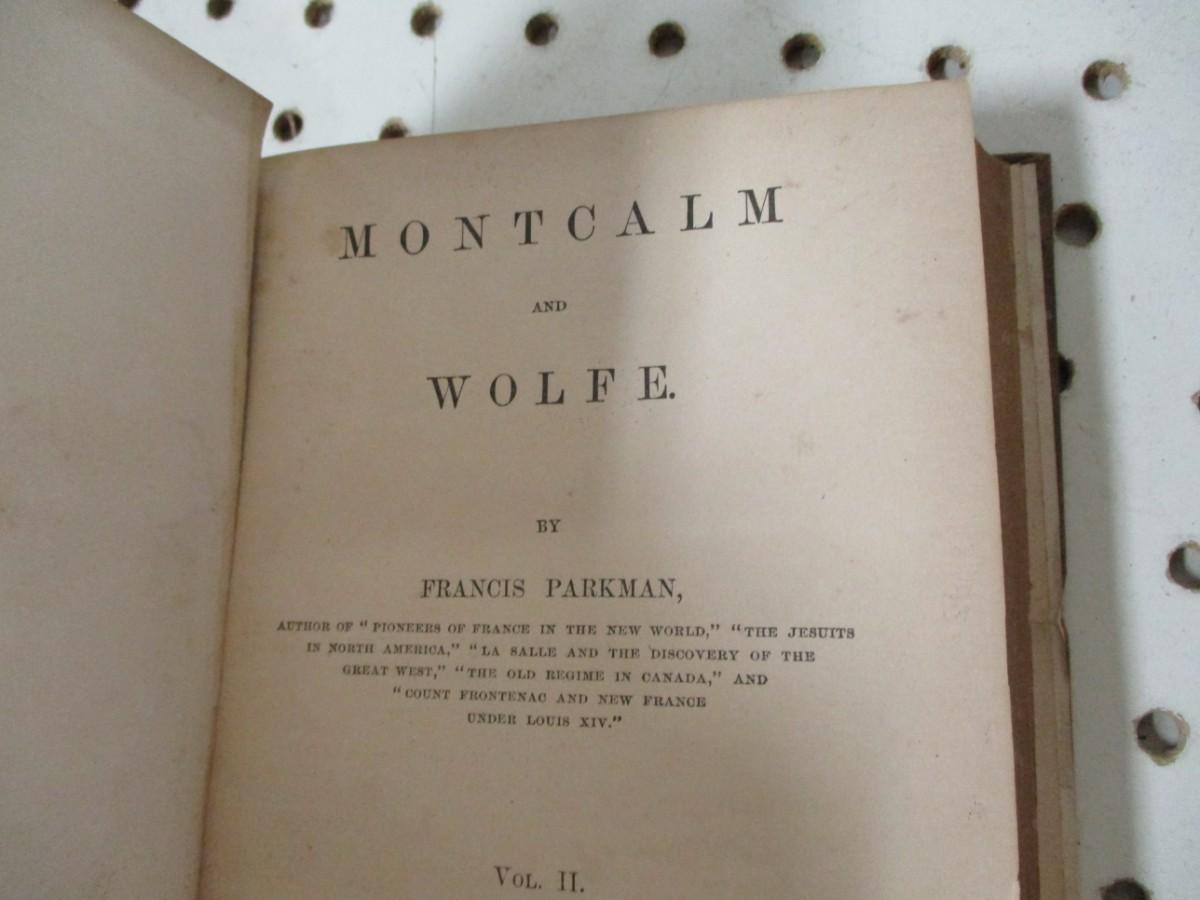 MONTCALM
AND
WOLFE.
BY
FRANCIS PARKMAN,
AUTHOR OF "PIONEERS OF FRANCE IN THE NEW WORLD," "THE JESUITS
IN NORTH AMERICA," "LA SALLE AND THE DISCOVERY OF THE
GREAT WEST," "THE OLD REGIME IN CANADA," AND
"COUNT FRONTENAC AND NEW FRANCE
UNDER LOUIS XIV."
VOL. II.